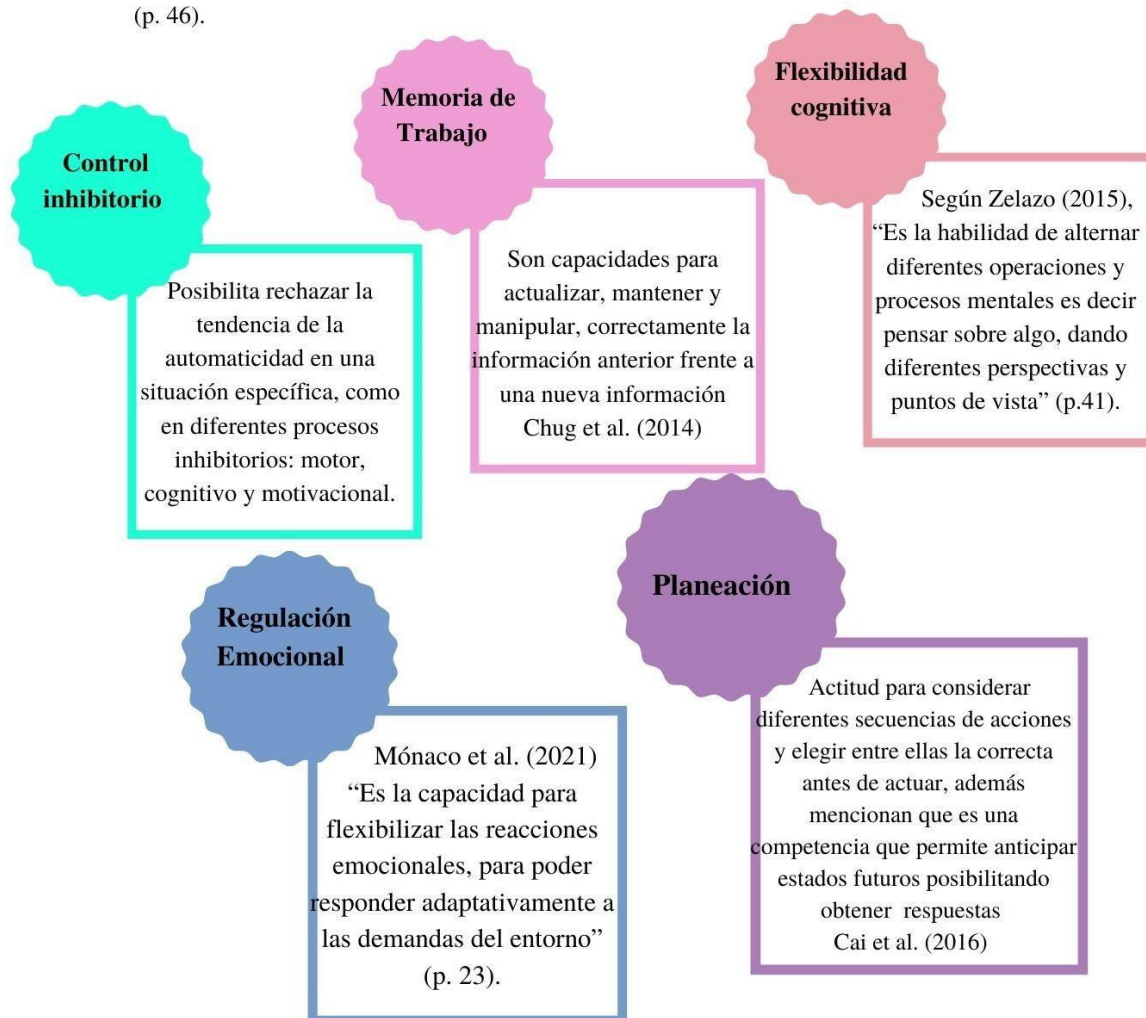 (p. 46).
Control
inhibitorio
Posibilita rechazar la
tendencia de la
automaticidad en una
situación específica, como
en diferentes procesos
inhibitorios: motor,
cognitivo y motivacional.
Memoria de
Trabajo
Son capacidades para
actualizar, mantener y
manipular, correctamente la
información anterior frente a
una nueva información
Chug et al. (2014)
Flexibilidad
cognitiva
Según Zelazo (2015),
“Es la habilidad de alternar
diferentes operaciones y
procesos mentales es decir
pensar sobre algo, dando
diferentes perspectivas y
puntos de vista” (p.41).
Regulación
Emocional
Mónaco et al. (2021)
“Es la capacidad para
flexibilizar las reacciones
emocionales, para poder
responder adaptativamente a
las demandas del entorno”
(p. 23).
Planeación
Actitud para considerar
diferentes secuencias de acciones
y elegir entre ellas la correcta
antes de actuar, además
mencionan que es una
competencia que permite anticipar
estados futuros posibilitando
obtener respuestas
Cai et al. (2016)